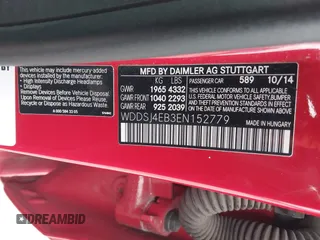 This vehicle may contain mercury added devices.
installed by the manufacturer:
- Displays
- High Intensity Discharge Headlamps
Remove devices before vehicle disposal.
Upon Removal of devices please reuse,
recycle or dispose as Hazardous Waste.
MFD. BY DAIMLER AG STUTTGART
KG LBS PASSENGER CAR 589 10/14
GWR 1965 4332
GAWR FRONT 1040 2293
GAWR REAR 925 2039
THIS VEHICLE CONFORMS TO ALL
APPLICABLE U.S. FEDERAL MOTOR
VEHICLE SAFETY BUMPER AND
THEFT PREVENTION STANDARDS IN
EFFECT ON THE DATE OF
MANUFACTURE SHOWN ABOVE.
WDDSJ4EB3EN152779
MADE IN HUNGARY
DREAMBID